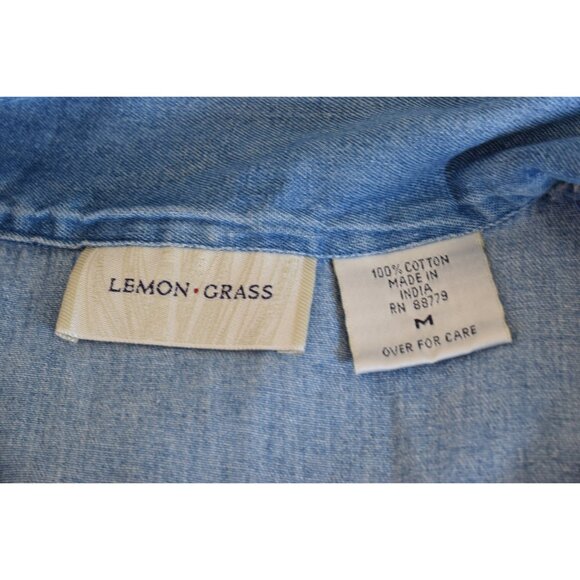 LEMON · GRASS
100% COTTON
MADE IN
INDIA
RN 88779
M
OVER FOR CARE